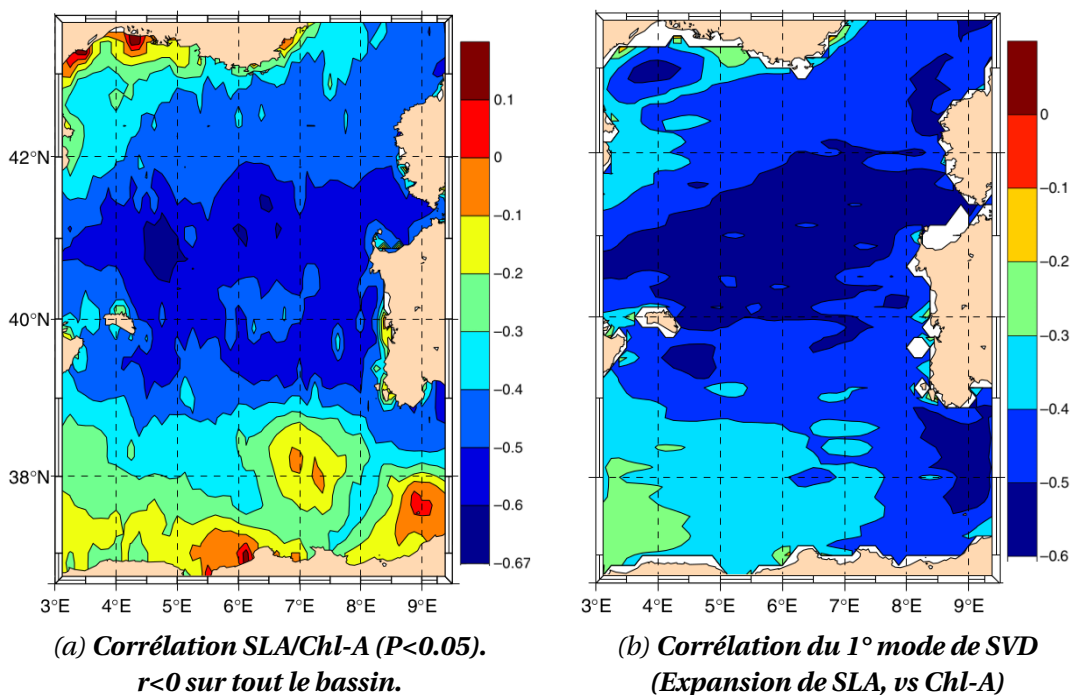 42°N
40°N
38°N
3°E 4°E 5°E 6°E 7°E 8°E 9°E
0.1
0
−0.1
−0.2
−0.3
−0.4
−0.5
−0.6
−0.67
3°E 4°E 5°E 6°E 7°E 8°E 9°E
0
−0.1
−0.2
−0.3
−0.4
−0.5
−0.6
(a) Corrélation SLA/Chl-A (P<0.05).
r<0 sur tout le bassin.
(b) Corrélation du 1° mode de SVD
(Expansion de SLA, vs Chl-A)